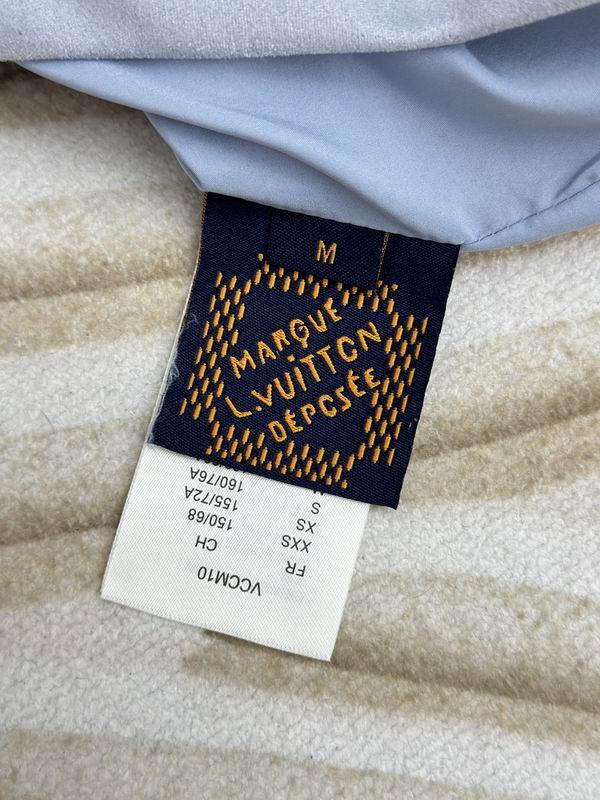 M
MARQUE
L.VUITTON
DÉPOSÉE
VCCM10
FR CH
XXS 150/68
XS 155/72A
S 160/76A